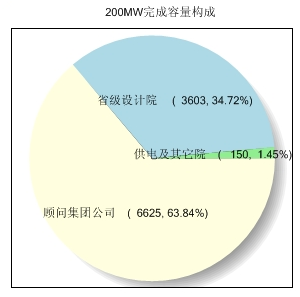 200MW完成容量构成
省级设计院 ( 3603, 34.72%)
供电及其它院 ( 150, 1.45%)
顾问集团公司 ( 6625, 63.84%)